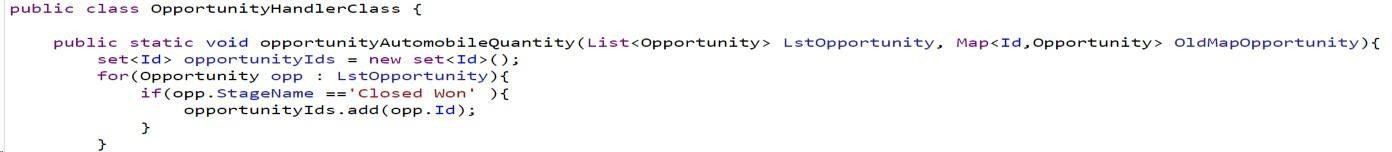 public class OpportunityHandlerClass {
public static void opportunityAutomobileQuantity(List<Opportunity> LstOpportunity, Map<Id,Opportunity> OldMapOpportunity){
set<Id> opportunityIds = new set<Id>();
for(Opportunity opp : LstOpportunity){
if(opp.StageName =='Closed Won' ){
opportunityIds.add(opp.Id);
}
}